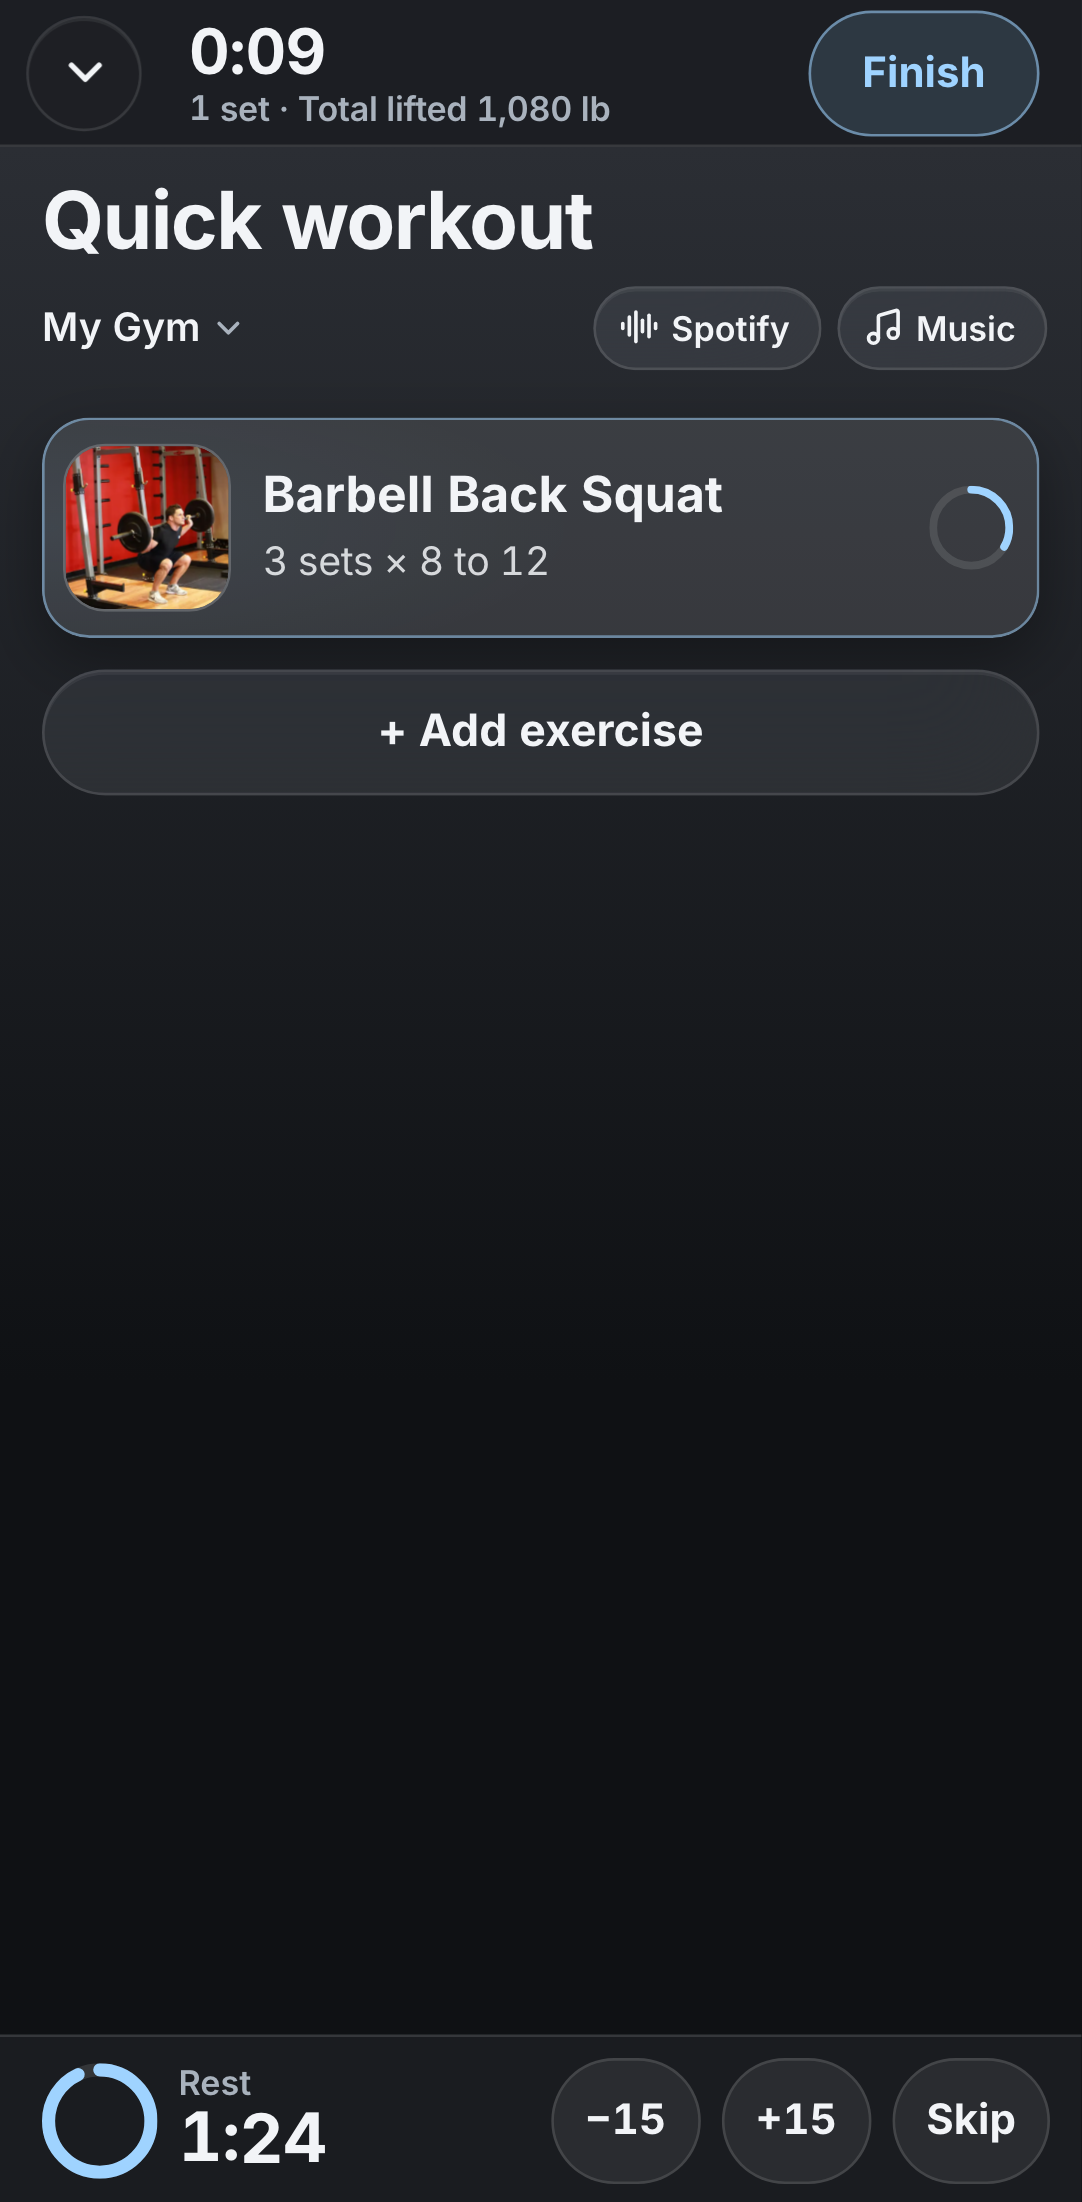 0:09
1 set · Total lifted 1,080 lb
Finish
Quick workout
My Gym
Spotify
Music
Barbell Back Squat
3 sets × 8 to 12
+ Add exercise
Rest
1:24
−15
+15
Skip